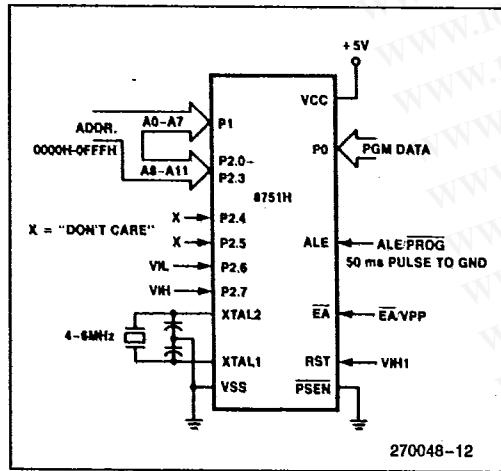 +5V
VCC
A0–A7
P1
ADDR.
0000H-0FFFH
P0
PGM DATA
P2.0–
P2.3
A8–A11
8751H
X
P2.4
X = "DON'T CARE"
X
P2.5
ALE
ALE/PROG
50 ms PULSE TO GND
VIL
P2.6
VIH
P2.7
XTAL2
EA
EA/VPP
4–6MHz
XTAL1
RST
VIH1
VSS
PSEN
270048–12